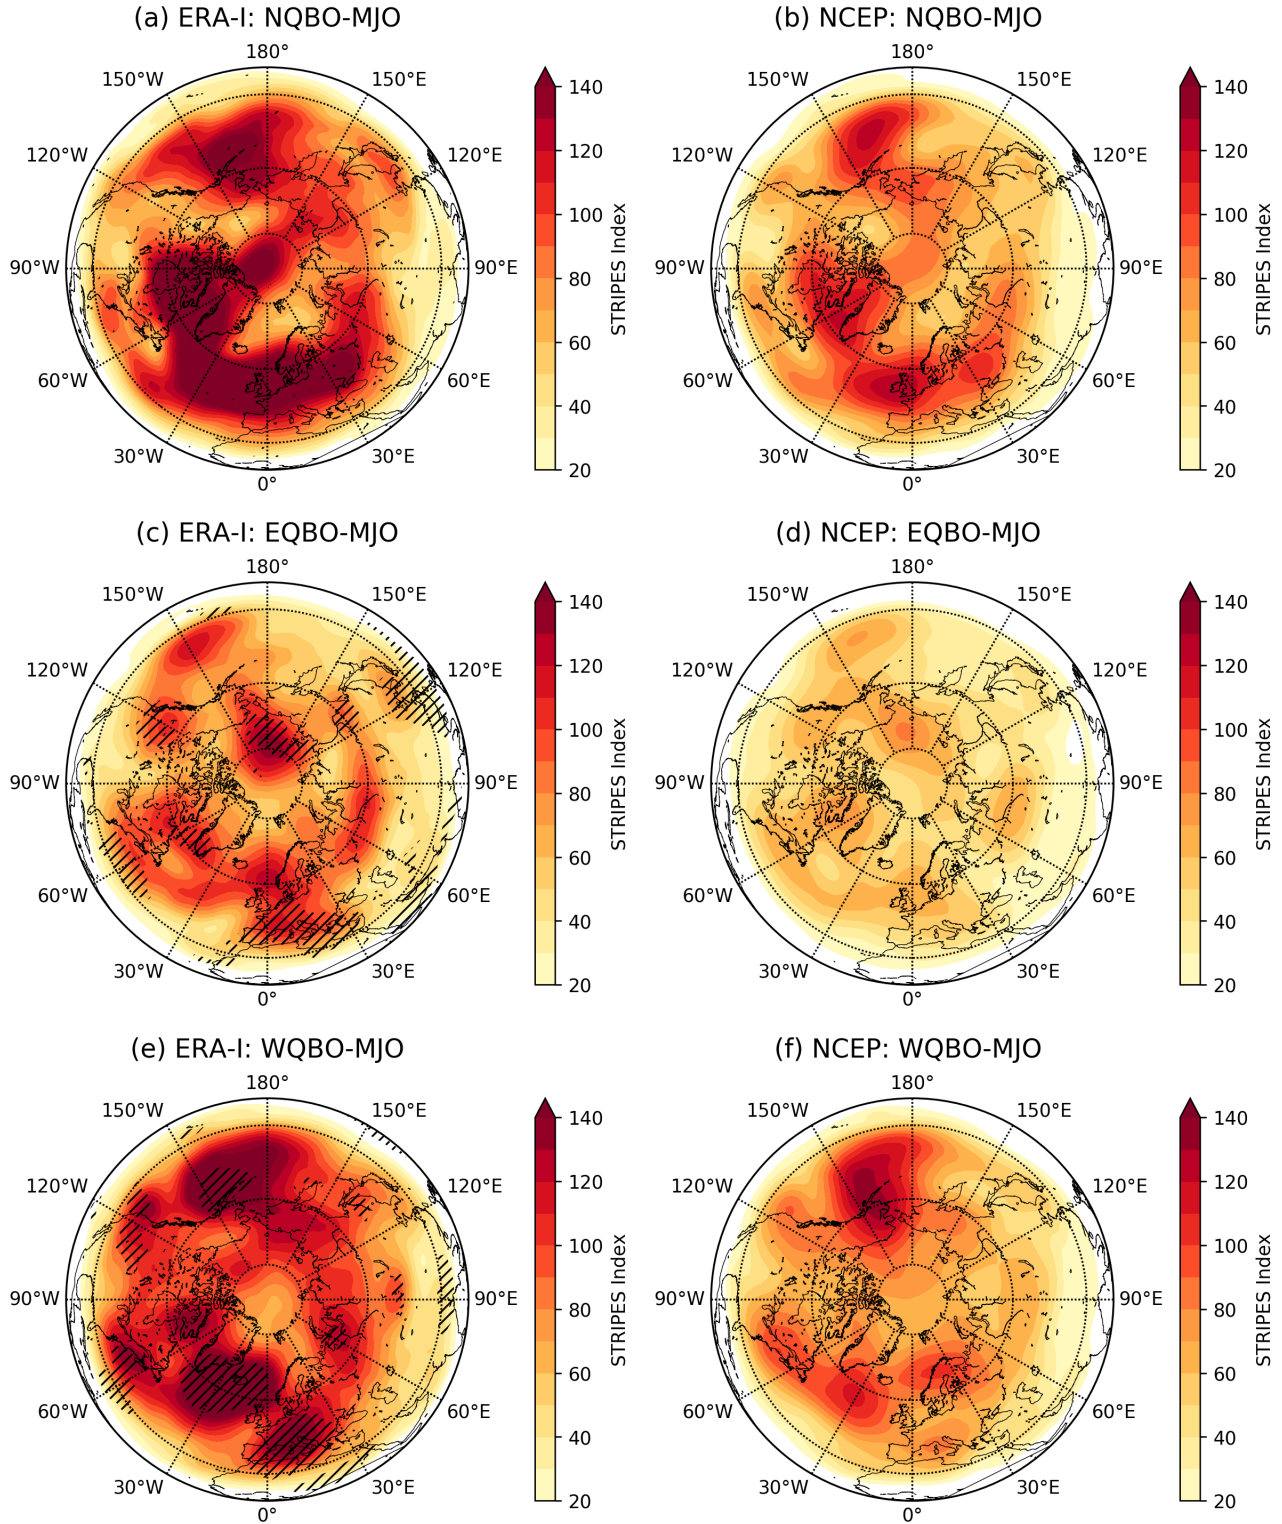 (a) ERA-I: NQBO-MJO
(b) NCEP: NQBO-MJO
180°
150°W
150°E
120°W
120°E
90°W
90°E
60°W
60°E
30°W
30°E
0°
140
120
100
80
60
40
20
STRIPES Index
180°
150°W
150°E
120°W
120°E
90°W
90°E
60°W
60°E
30°W
30°E
0°
140
120
100
80
60
40
20
STRIPES Index
(c) ERA-I: EQBO-MJO
(d) NCEP: EQBO-MJO
180°
150°W
150°E
120°W
120°E
90°W
90°E
60°W
60°E
30°W
30°E
0°
140
120
100
80
60
40
20
STRIPES Index
180°
150°W
150°E
120°W
120°E
90°W
90°E
60°W
60°E
30°W
30°E
0°
140
120
100
80
60
40
20
STRIPES Index
(e) ERA-I: WQBO-MJO
(f) NCEP: WQBO-MJO
180°
150°W
150°E
120°W
120°E
90°W
90°E
60°W
60°E
30°W
30°E
0°
140
120
100
80
60
40
20
STRIPES Index
180°
150°W
150°E
120°W
120°E
90°W
90°E
60°W
60°E
30°W
30°E
0°
140
120
100
80
60
40
20
STRIPES Index